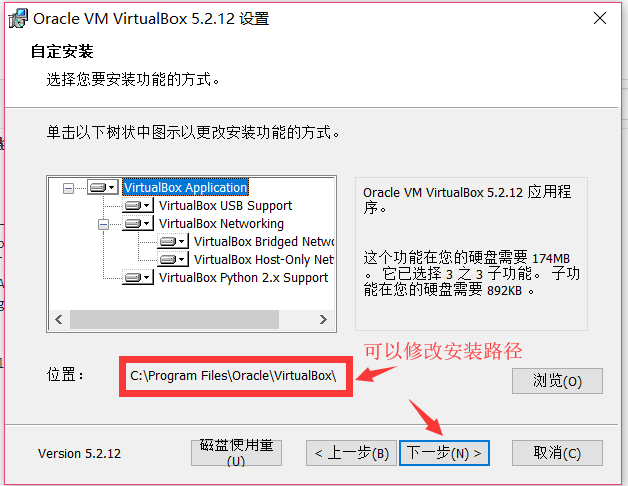 Oracle VM VirtualBox 5.2.12 设置
自定安装
选择您要安装功能的方式。
单击以下树状中图示以更改安装功能的方式。
VirtualBox Application
VirtualBox USB Support
VirtualBox Networking
VirtualBox Bridged Netwo
VirtualBox Host-Only Net
VirtualBox Python 2.x Support
Oracle VM VirtualBox 5.2.12 应用程
序。
这个功能在您的硬盘需要 174MB
。 它已选择 3 之 3 子功能。 子功
能在您的硬盘需要 892KB 。
可以修改安装路径
位置：
C:\Program Files\Oracle\VirtualBox\
浏览(O)
Version 5.2.12
磁盘使用量
(U)
< 上一步(B)
下一步(N) >
取消(C)